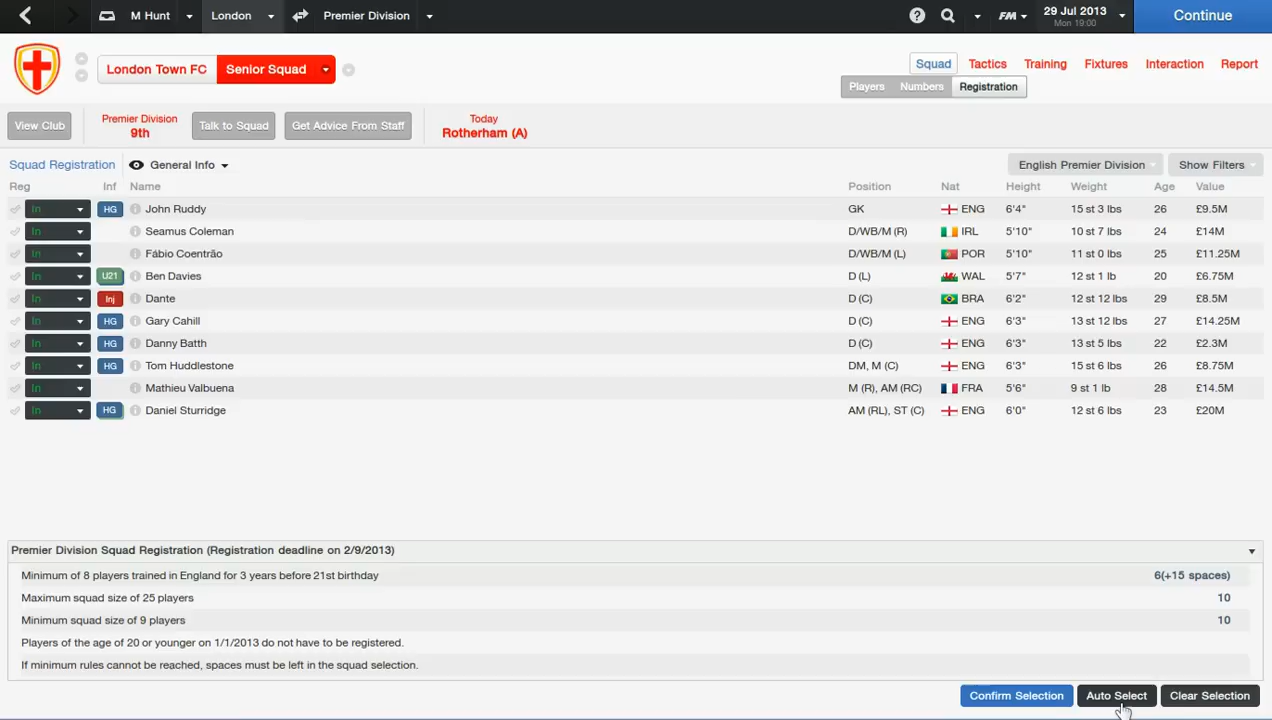 M Hunt London Premier Division FM 29 Jul 2013 Continue
Mon 19:00
London Town FC Senior Squad Squad Tactics Training Fixtures Interaction Report
Players Numbers Registration
View Club Premier Division Talk to Squad Get Advice From Staff Today
9th Rotherham (A)
Squad Registration General Info English Premier Division Show Filters
Reg Inf Name Position Nat Height Weight Age Value
In HG John Ruddy GK ENG 6'4" 15 st 3 lbs 26 £9.5M
In Seamus Coleman D/WB/M (R) IRL 5'10" 10 st 7 lbs 24 £14M
In Fábio Coentrão D/WB/M (L) POR 5'10" 11 st 0 lbs 25 £11.25M
In U21 Ben Davies D (L) WAL 5'7" 12 st 1 lb 20 £6.75M
In Inj Dante D (C) BRA 6'2" 12 st 12 lbs 29 £8.5M
In HG Gary Cahill D (C) ENG 6'3" 13 st 12 lbs 27 £14.25M
In HG Danny Batth D (C) ENG 6'3" 13 st 5 lbs 22 £2.3M
In HG Tom Huddlestone DM, M (C) ENG 6'3" 15 st 6 lbs 26 £8.75M
In Mathieu Valbuena M (R), AM (RC) FRA 5'6" 9 st 1 lb 28 £14.5M
In HG Daniel Sturridge AM (RL), ST (C) ENG 6'0" 12 st 6 lbs 23 £20M
Premier Division Squad Registration (Registration deadline on 2/9/2013)
Minimum of 8 players trained in England for 3 years before 21st birthday 6(+15 spaces)
Maximum squad size of 25 players 10
Minimum squad size of 9 players 10
Players of the age of 20 or younger on 1/1/2013 do not have to be registered.
If minimum rules cannot be reached, spaces must be left in the squad selection.
Confirm Selection Auto Select Clear Selection